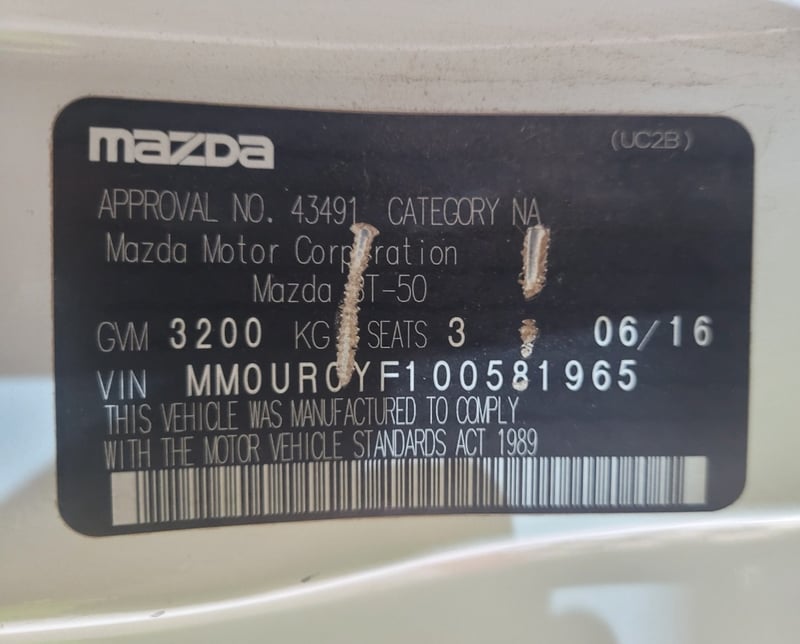 mazda (UC2B)
APPROVAL NO. 43491 CATEGORY NA
Mazda Motor Corporation
Mazda BT-50
GVM 3200 KG SEATS 3 06/16
VIN MM0UR0YF100581965
THIS VEHICLE WAS MANUFACTURED TO COMPLY
WITH THE MOTOR VEHICLE STANDARDS ACT 1989